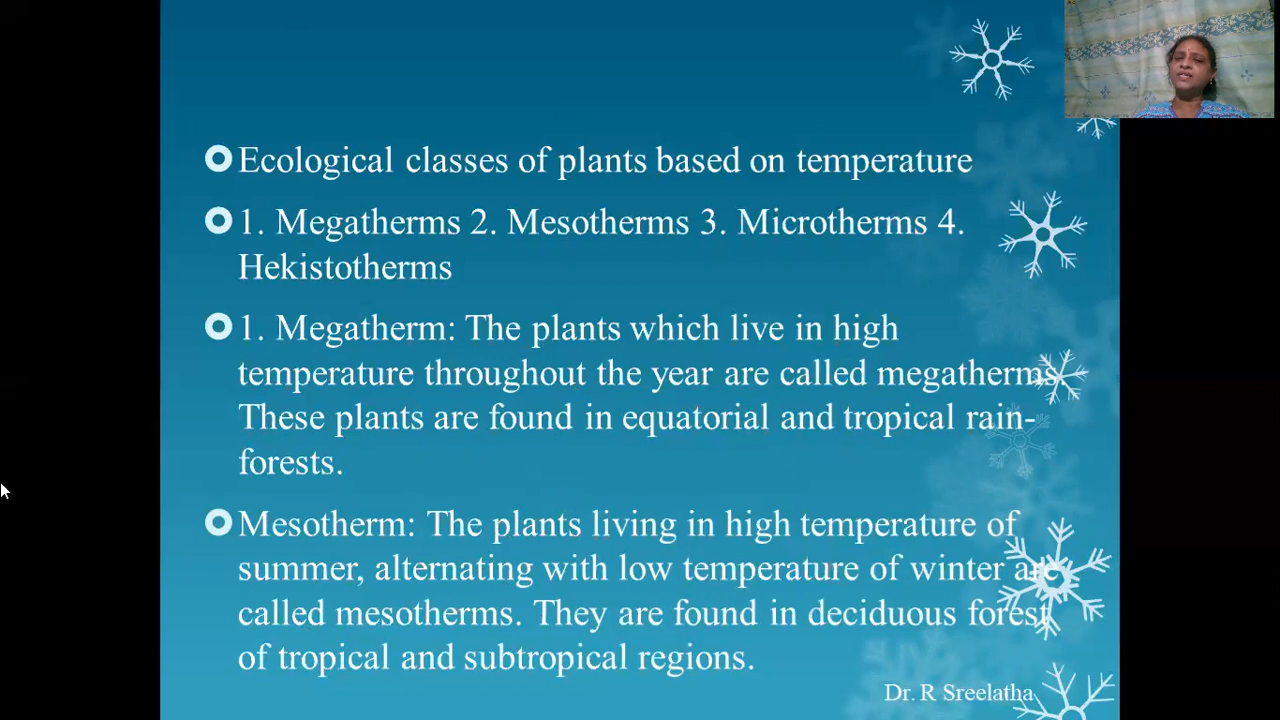 Ecological classes of plants based on temperature
1. Megatherms 2. Mesotherms 3. Microtherms 4.
Hekistotherms
1. Megatherm: The plants which live in high
temperature throughout the year are called megatherms
These plants are found in equatorial and tropical rain-
forests.
Mesotherm: The plants living in high temperature of
summer, alternating with low temperature of winter are
called mesotherms. They are found in deciduous forest
of tropical and subtropical regions.
Dr. R Sreelatha